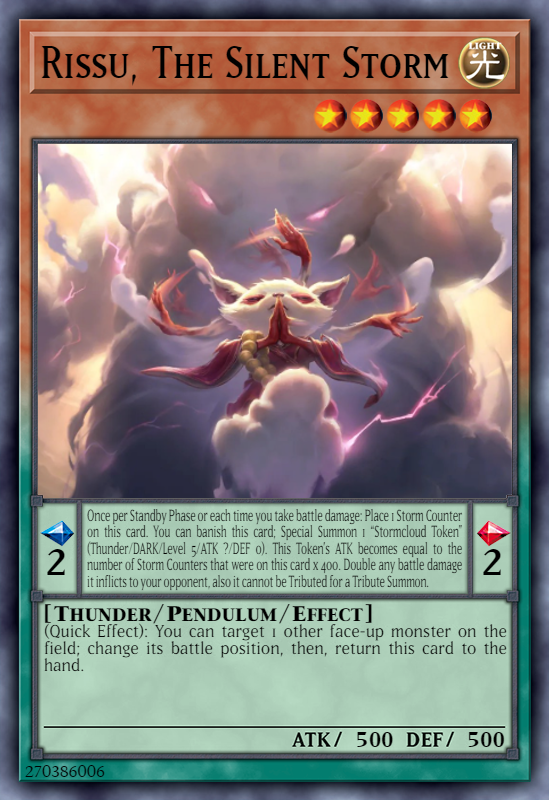 Rissu, The Silent Storm
LIGHT
光
Once per Standby Phase or each time you take battle damage: Place 1 Storm Counter
on this card. You can banish this card; Special Summon 1 “Stormcloud Token”
(Thunder/DARK/Level 5/ATK ?/DEF 0). This Token’s ATK becomes equal to the
number of Storm Counters that were on this card x 400. Double any battle damage
it inflicts to your opponent, also it cannot be Tributed for a Tribute Summon.
2
2
[Thunder/Pendulum/Effect]
(Quick Effect): You can target 1 other face-up monster on the
field; change its battle position, then, return this card to the
hand.
ATK/ 500 DEF/ 500
270386006